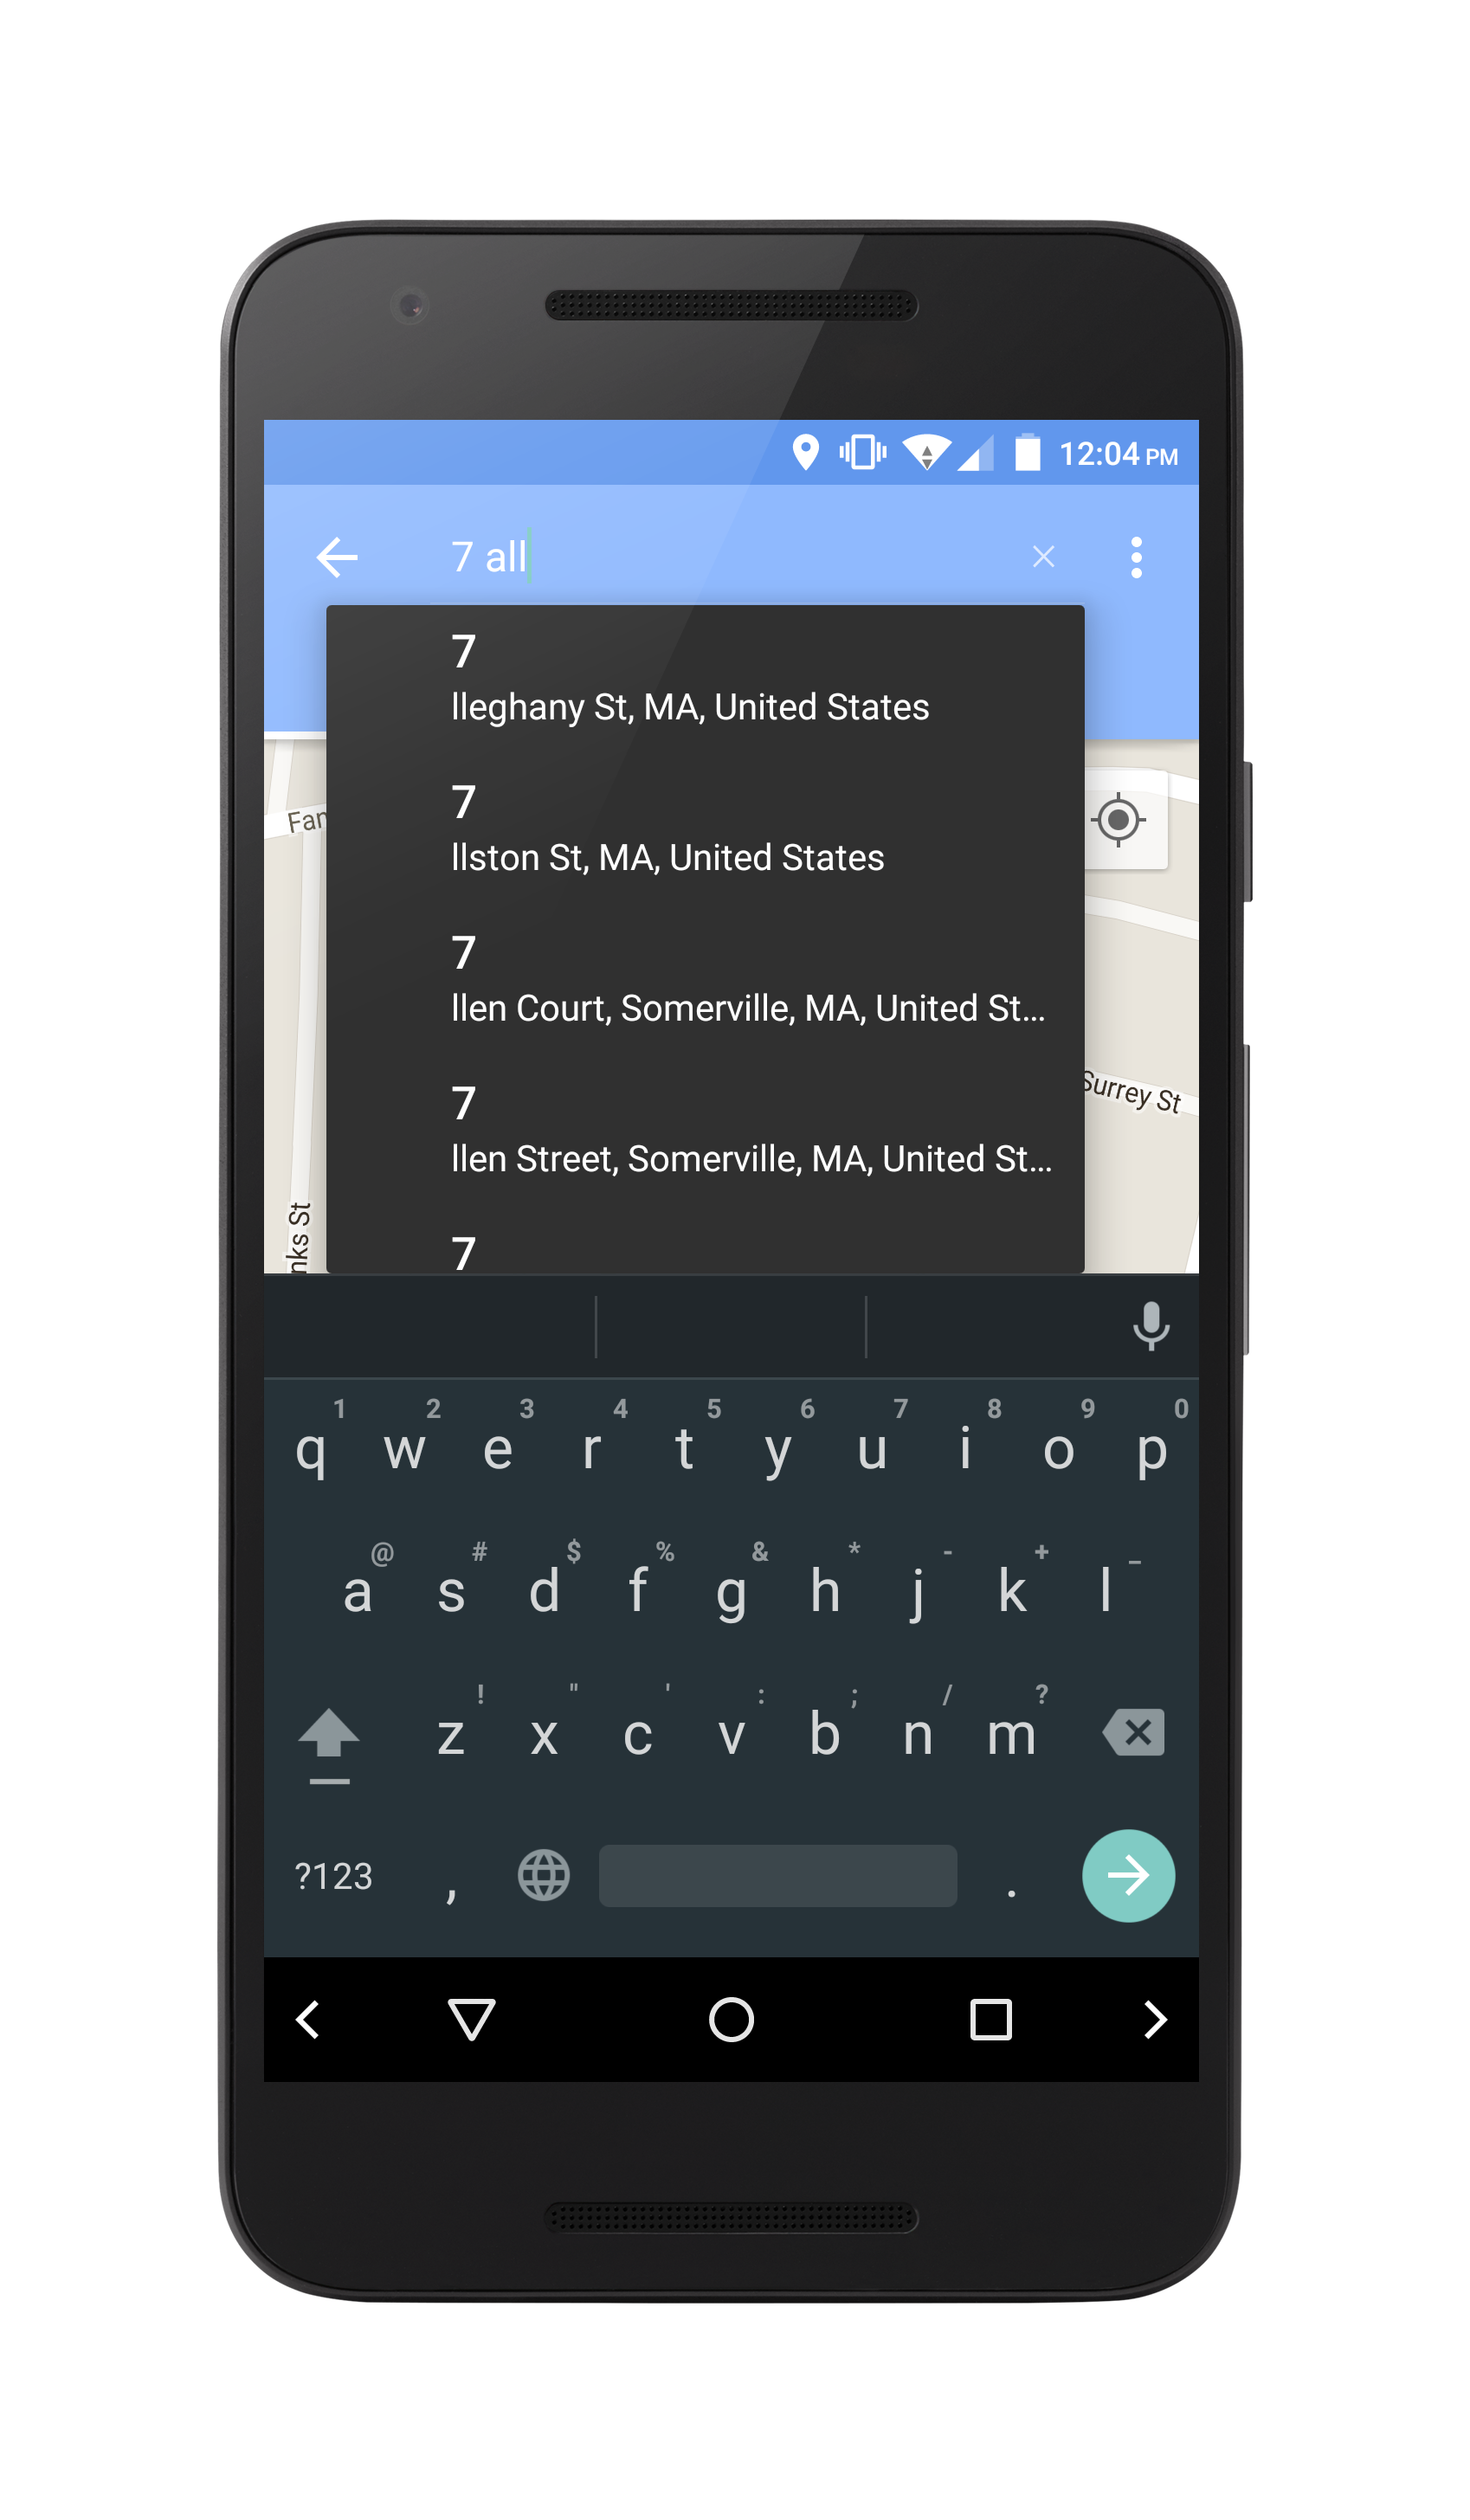 12:04 PM
7 all
7
lleghany St, MA, United States
7
llston St, MA, United States
7
llen Court, Somerville, MA, United St...
7
llen Street, Somerville, MA, United St...
7
Fan
Surrey St
nks St
1 2 3 4 5 6 7 8 9 0
q w e r t y u i o p
@ # $ % & * - + _
a s d f g h j k l
! " ' : ; / ?
z x c v b n m
?123 , .